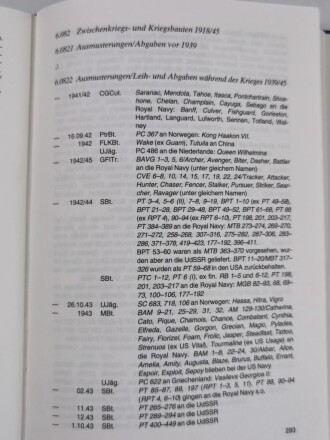 6.082 Zwischenkriegs- und Kriegsbauten 1918/45
6.0821 Ausmusterungen/Abgaben vor 1939
6.0822 Ausmusterungen/Leih- und Abgaben während des Krieges 1939/45
— 1941/42 CGCut. Saranac, Mendota, Tahoe, Itasca, Pontchartrain, Shoshone, Chelan, Champlain, Cayuga, Sebago an die
Royal Navy: Banff, Culver, Fishguard, Gorleston,
Hartland, Landguard, Lulworth, Sennen, Totland, Walney
— 16.09.42 PtrBt. PC 367 an Norwegen: Kong Haakon VII.
— 1942 FLKBt. Wake (ex Guam), Tutuila an China
UJäg. PC 486 an die Niederlande: Queen Wilhelmina
— 1942/45 GFlTr. BAVG 1–3, 5, 6/Archer, Avenger, Biter, Dasher, Battler
an die Royal Navy (unter gleichem Namen)
CVE 6–8, 10, 14, 15, 17, 19, 22, 24/Tracker, Attacker,
Hunter, Chaser, Fencer, Stalker, Pursuer, Striker, Searcher, Ravager (unter gleichem Namen)
— 1942/44 SBt. PT 3–4, 5–6 (II), 7–8, 9–19, BPT 1–10 (ex PT 49–58),
BPT 21–28, BPT 29–48, BPT 49–52, BPT 61–68, PT 88
(ex RPT 4), 90–94 (ex RPT 6–10), PT 198, 201, 203–217,
PT 384–389 an die Royal Navy: MTB 273–274, 259–270,
271–272, 258–268, 307–316, 275–282, 287–306, 283–
286, 371–378, 419–423, 177–192, 396–411.
BPT 53–60 waren als MTB 363–370 vorgesehen, wurden aber an die UdSSR geliefert. BPT 11–20/MTB 317–
326 wurden als PT 59–68 in den USA zurückbehalten.
SBt. PTC 1–12, PT 6 (I), ex fin. RB 1–5 und 6–12, PT 198,
201, 203–217 an die Royal Navy: MGB 82–93, 68, 69–
73, 100–106, 177–192
— 26.10.43 UJäg. SC 683, 718, 106 an Norwegen: Hessa, Hitra, Vigra
— 1943 MBt. BAM 9–21, 25–29, 31, 32, AM 129–130/Catherine,
Cato, Pique, Chamois, Chance, Combatant, Cynthia,
Elfreda, Gazelle, Gorgon, Grecian, Magic, Pylades,
Fairy, Florizel, Foam, Frolic, Jasper, Steadfast, Tattoo,
Strenuos (ex US Vital), Tourmaline (ex US Usage) an
die Royal Navy. BAM 1–8, 22–24, 30/Abbar, Alice,
Amelia, Amity, Augusta, Blaze, Brutus, Buffalo, Errant,
Espoir, Exploit, Sepoy blieben bei der US Navy
UJäg. PC 622 an Griechenland: Vasileos Georgios II
— 02.43 SBt. PT 85–87, 89, 197 (RPT 1–3, 5, 11), PT 88, 90–94
(RPT 4, 6–10) gingen an die Royal Navy s.o.
— 11.43 SBt. PT 265–276 an die UdSSR
— 12.43 SBt. PT 289–294 an die UdSSR
— 1.10.43 SBt. PT 400–449 an die UdSSR
293